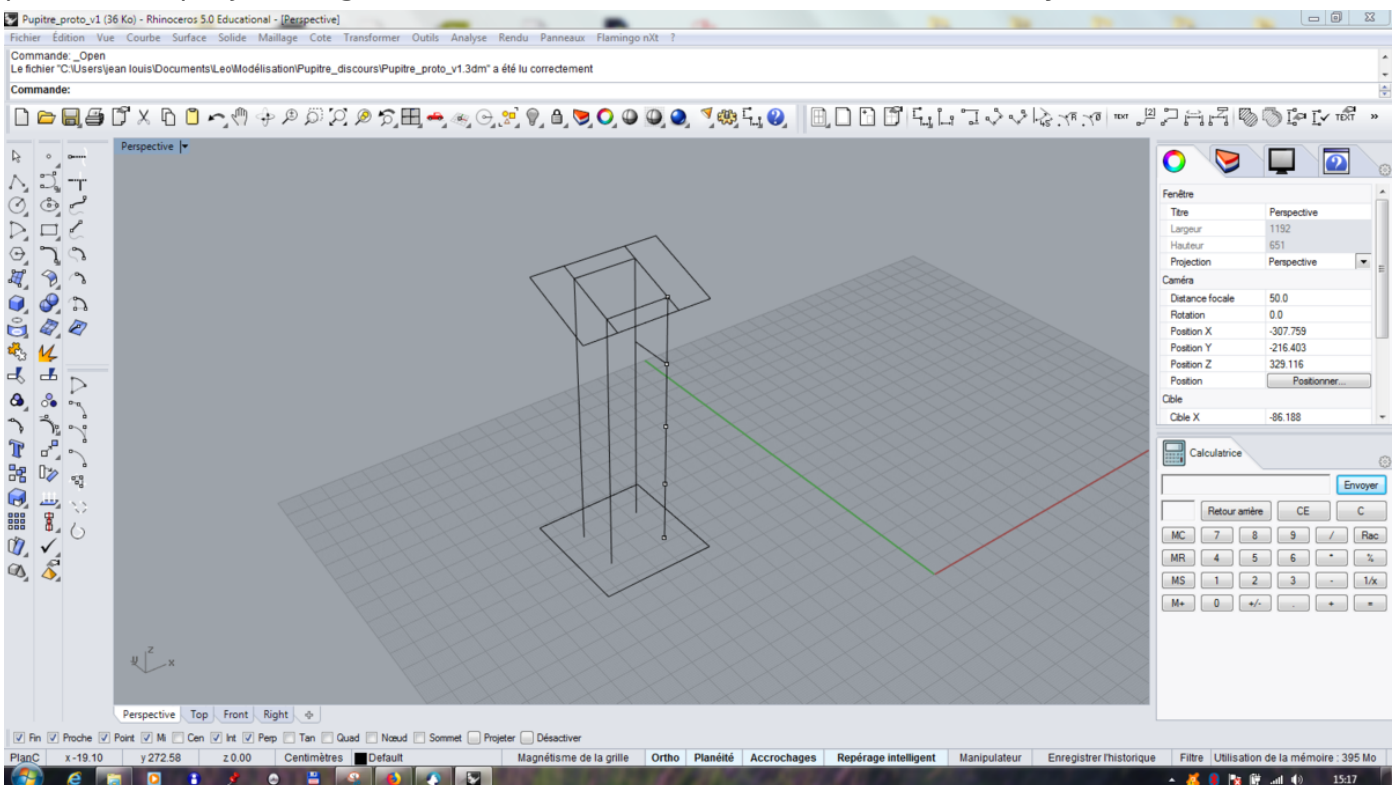 Pupitre_proto_v1 (36 Ko) - Rhinoceros 5.0 Educational - [Perspective]
Fichier Édition Vue Courbe Surface Solide Maillage Cote Transformer Outils Analyse Rendu Panneaux Flamingo nXt ?
Commande: _Open
Le fichier "C:\Users\jean louis\Documents\Leo\Modélisation\Pupitre_discours\Pupitre_proto_v1.3dm" a été lu correctement
Commande:
Perspective
Fenêtre
Titre Perspective
Largeur 1192
Hauteur 651
Projection Perspective
Caméra
Distance focale 50.0
Rotation 0.0
Position X -307.759
Position Y -216.403
Position Z 329.116
Position Positionner...
Cible
Cible X -86.188
Calculatrice
Envoyer
Retour arrière CE C
MC 7 8 9 / Rac
MR 4 5 6 * %
MS 1 2 3 - 1/x
M+ 0 +/- . + =
z
y x
Perspective Top Front Right
Fin Proche Point Mi Cen Int Perp Tan Quad Nœud Sommet Projeter Désactiver
PlanC x -19.10 y 272.58 z 0.00 Centimètres Default Magnétisme de la grille Ortho Planéité Accrochages Repérage intelligent Manipulateur Enregistrer l'historique Filtre Utilisation de la mémoire : 395 Mo
15:17